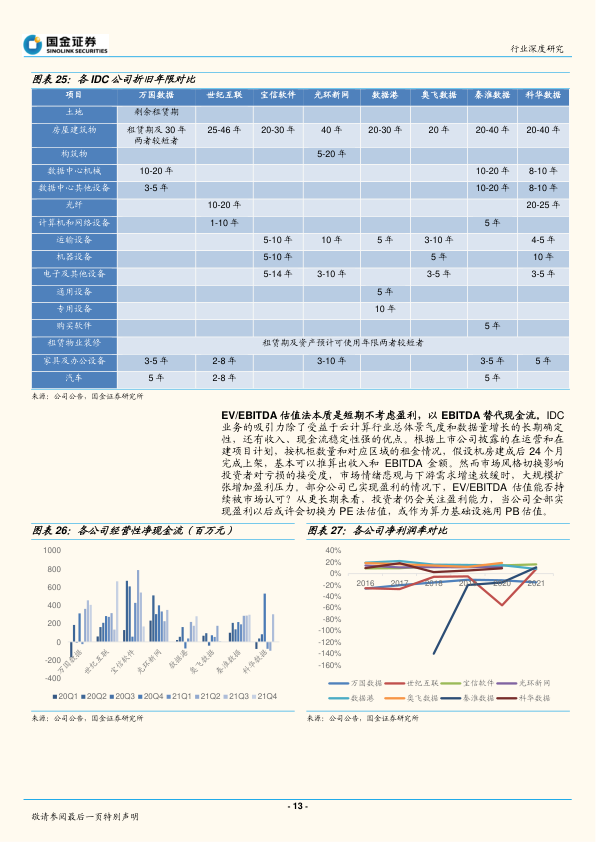 国金证券
SINOLINK SECURITIES
行业深度研究
图表 25：各 IDC 公司折旧年限对比
项目 万国数据 世纪互联 宝信软件 光环新网 数据港 奥飞数据 秦淮数据 科华数据
土地 剩余租赁期
房屋建筑物 租赁期及 30 年两者较短者 25-46 年 20-30 年 40 年 20-30 年 20 年 20-40 年 20-40 年
构筑物 5-20 年
数据中心机械 10-20 年 10-20 年 8-10 年
数据中心其他设备 3-5 年 10-20 年 8-10 年
光纤 10-20 年 20-25 年
计算机和网络设备 1-10 年 5 年
运输设备 5-10 年 10 年 5 年 3-10 年 4-5 年
机器设备 5-10 年 5 年 10 年
电子及其他设备 5-14 年 3-10 年 3-5 年 3-5 年
通用设备 5 年
专用设备 10 年
购买软件 5 年
租赁物业装修 租赁期及资产预计可使用年限两者较短者
家具及办公设备 3-5 年 2-8 年 3-10 年 3-5 年 5 年
汽车 5 年 2-8 年 5 年
来源：公司公告，国金证券研究所
EV/EBITDA 估值法本质是短期不考虑盈利，以 EBITDA 替代现金流。IDC
业务的吸引力除了受益于云计算行业总体景气度和数据量增长的长期确定
性，还有收入、现金流稳定性强的优点。根据上市公司披露的在运营和在
建项目计划，按机柜数量和对应区域的租金情况，假设机房建成后 24 个月
完成上架，基本可以推算出收入和 EBITDA 金额。然而市场风格切换影响
投资者对亏损的接受度，市场情绪悲观与下游需求增速放缓时，大规模扩
张增加盈利压力。部分公司已实现盈利的情况下，EV/EBITDA 估值能否持
续被市场认可？从更长期来看，投资者仍会关注盈利能力，当公司全部实
现盈利以后或许会切换为 PE 法估值，或作为算力基础设施用 PB 估值。
图表 26：各公司经营性净现金流（百万元）
1000
800
600
400
200
0
-200
-400
万国数据 世纪互联 宝信软件 光环新网 数据港 奥飞数据 秦淮数据 科华数据
20Q1 20Q2 20Q3 20Q4 21Q1 21Q2 21Q3 21Q4
来源：公司公告，国金证券研究所
图表 27：各公司净利润率对比
40%
20%
0%
-20%
-40%
-60%
-80%
-100%
-120%
-140%
-160%
2016 2017 2018 2019 2020 2021
万国数据 世纪互联 宝信软件 光环新网
数据港 奥飞数据 秦淮数据 科华数据
来源：公司公告，国金证券研究所
- 13 -
敬请参阅最后一页特别声明